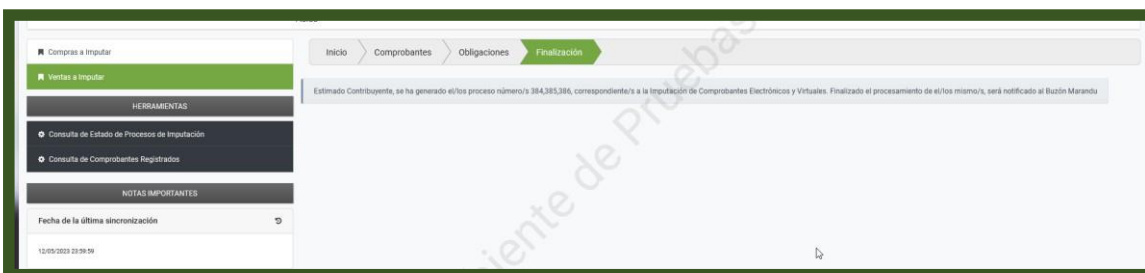 Compras a Imputar
Ventas a Imputar
HERRAMIENTAS
Consulta de Estado de Procesos de Imputación
Consulta de Comprobantes Registrados
NOTAS IMPORTANTES
Fecha de la última sincronización
12/05/2023 23:59:59
Inicio
Comprobantes
Obligaciones
Finalización
Estimado Contribuyente, se ha generado el/los proceso número/s 384,385,386, correspondiente/s a la Imputación de Comprobantes Electrónicos y Virtuales. Finalizado el procesamiento de el/los mismo/s, será notificado al Buzón Marandu
iente de Pruebas